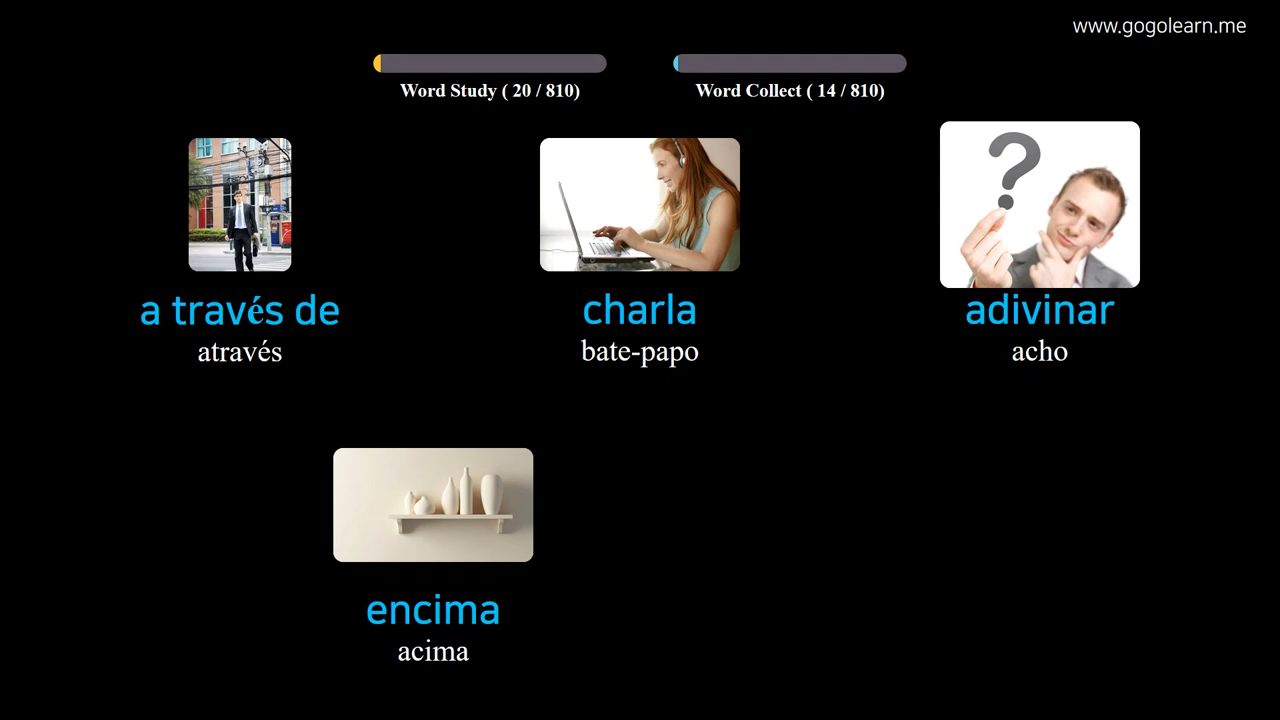 www.gogolearn.me
Word Study ( 20 / 810)
Word Collect ( 14 / 810)
a través de
através
charla
bate-papo
adivinar
acho
encima
acima